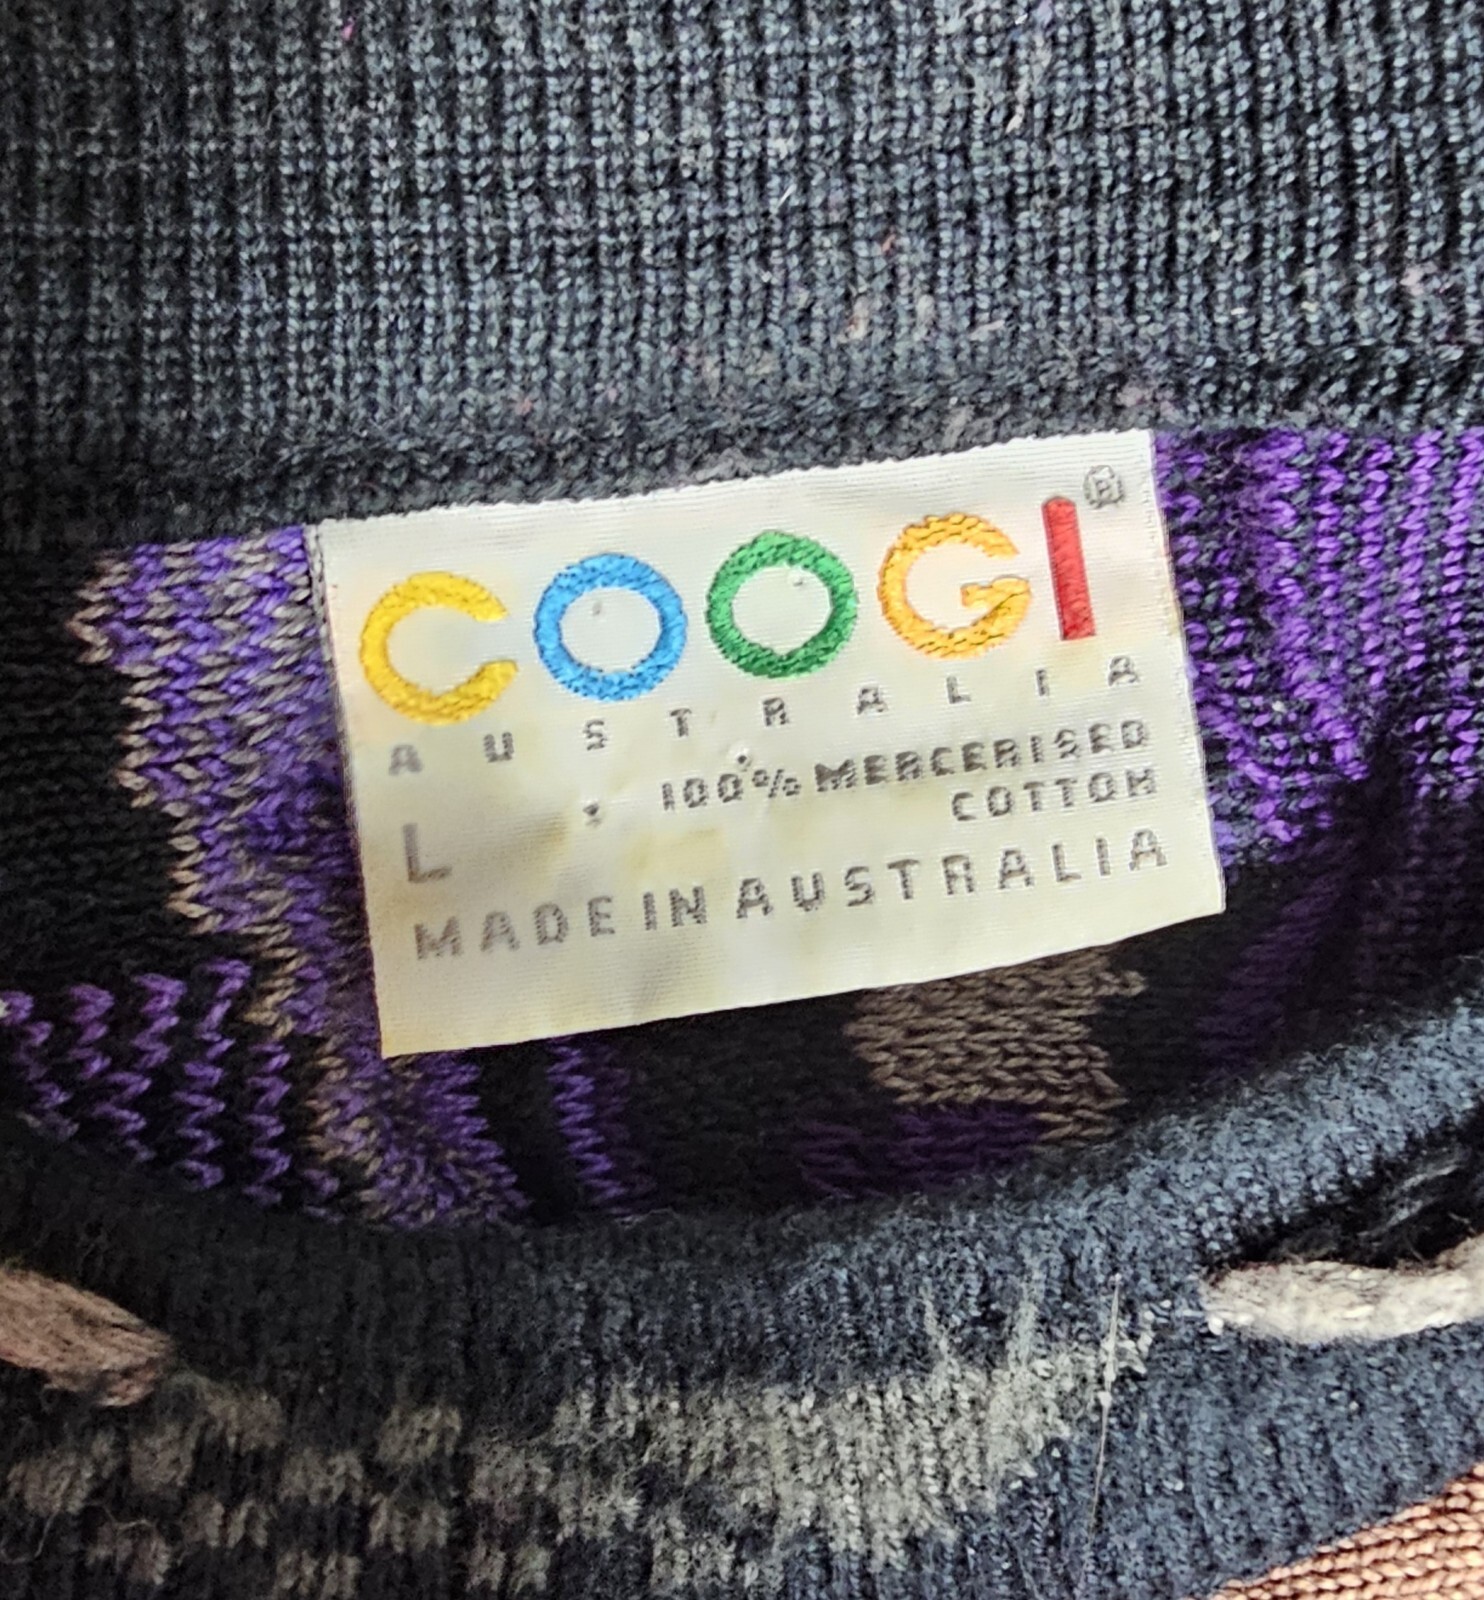 COOGI®
AUSTRALIA
100% MERCERISED
COTTON
L
MADE IN AUSTRALIA